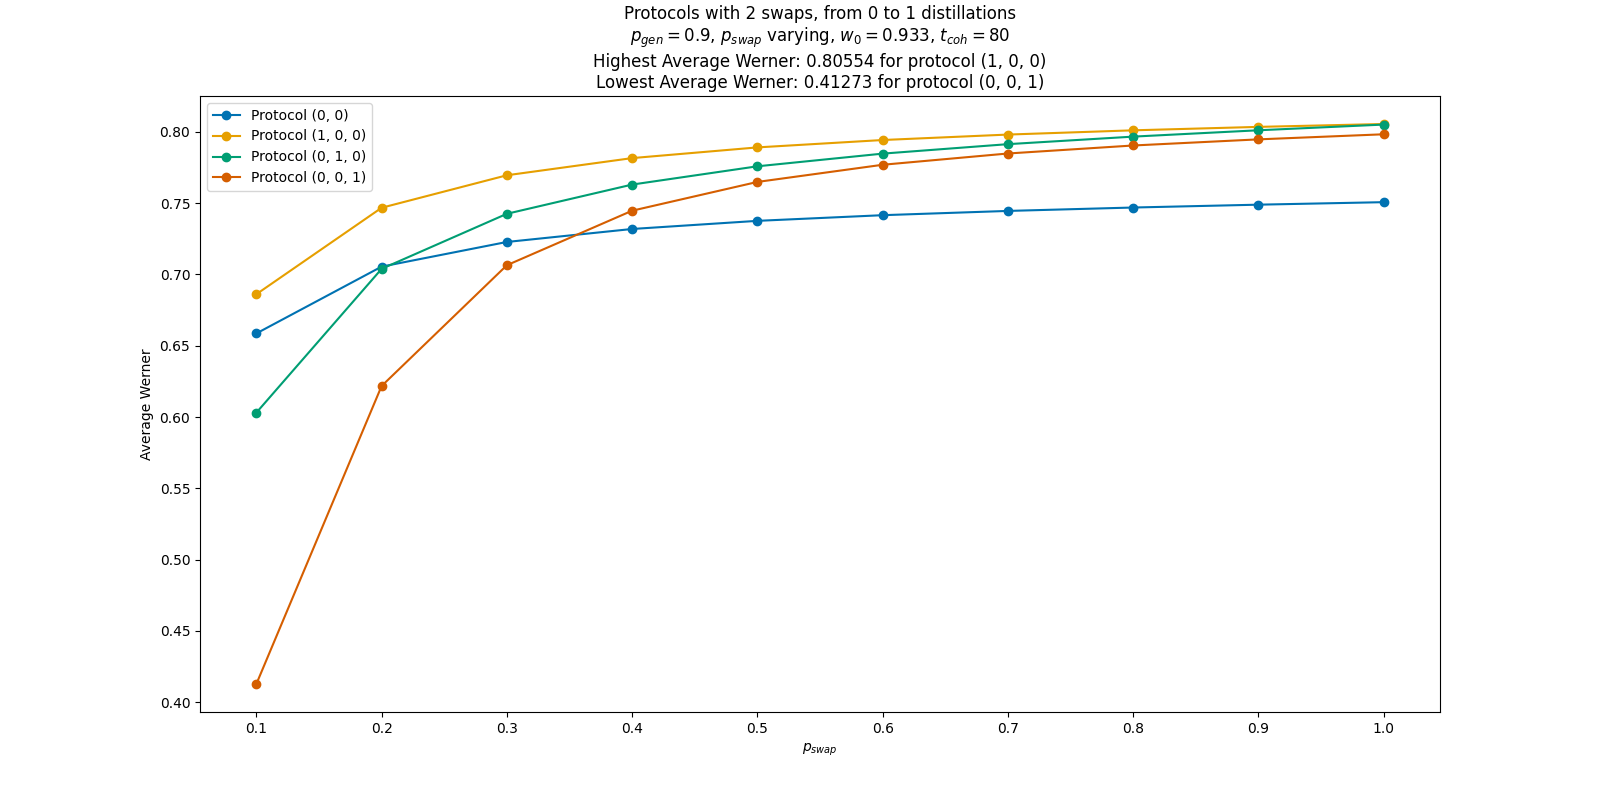 Protocols with 2 swaps, from 0 to 1 distillations
p_gen = 0.9, p_swap varying, w_0 = 0.933, t_coh = 80
Highest Average Werner: 0.80554 for protocol (1, 0, 0)
Lowest Average Werner: 0.41273 for protocol (0, 0, 1)
Protocol (0, 0)
Protocol (1, 0, 0)
Protocol (0, 1, 0)
Protocol (0, 0, 1)
Average Werner
0.80
0.75
0.70
0.65
0.60
0.55
0.50
0.45
0.40
0.1 0.2 0.3 0.4 0.5 0.6 0.7 0.8 0.9 1.0
p_swap